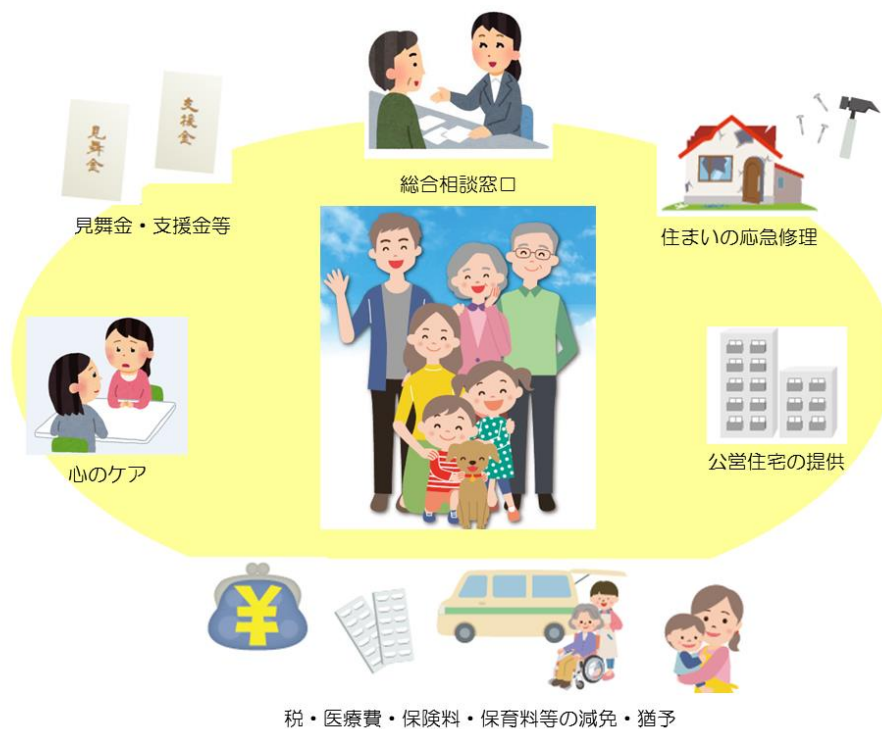 支援金
見舞金
総合相談窓口
見舞金・支援金等
住まいの応急修理
心のケア
公営住宅の提供
¥
税・医療費・保険料・保育料等の減免・猶予